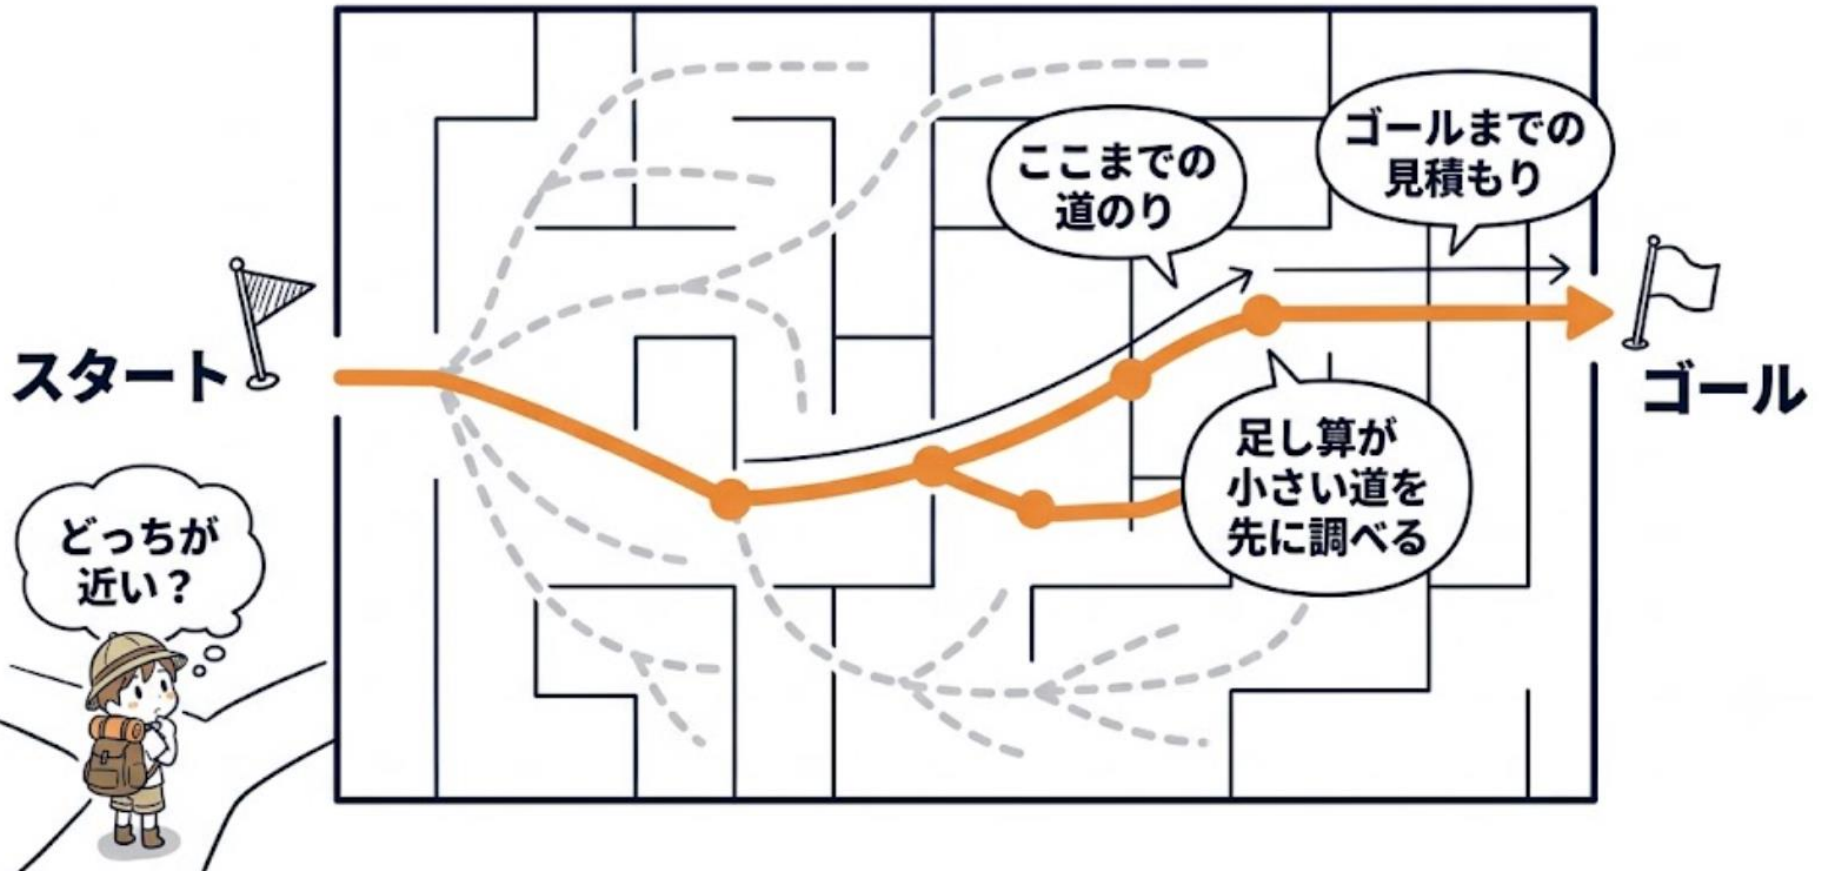 スタート
どっちが
近い？
ここまでの
道のり
ゴールまでの
見積もり
足し算が
小さい道を
先に調べる
ゴール